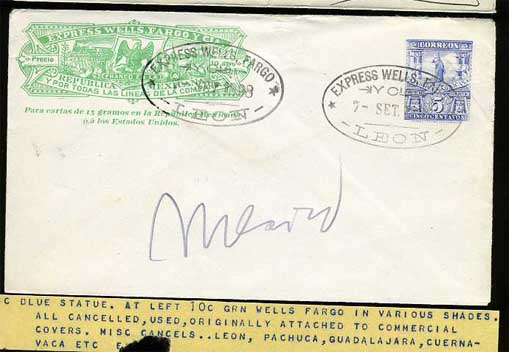 EXPRESS WELLS, FARGO Y Cía
Precio
REPUBLICA MEXICANA
Y POR TODAS LAS LINEAS DE LA COMPAÑIA
Para cartas de 15 gramos en la República Mexicana
ó á los Estados Unidos.
★ EXPRESS WELLS, FARGO ★
- LEON -
CORREOS
5
CINCO CENTAVOS
★ EXPRESS WELLS, FARGO
Y CIA
7- SET.
- LEON -
C BLUE STATUE. AT LEFT 10c GRN WELLS FARGO IN VARIOUS SHADES.
ALL CANCELLED,USED,ORIGINALLY ATTACHED TO COMMERCIAL
COVERS. MISC CANCELS..LEON, PACHUCA,GUADALAJARA,CUERNA-
VACA ETC